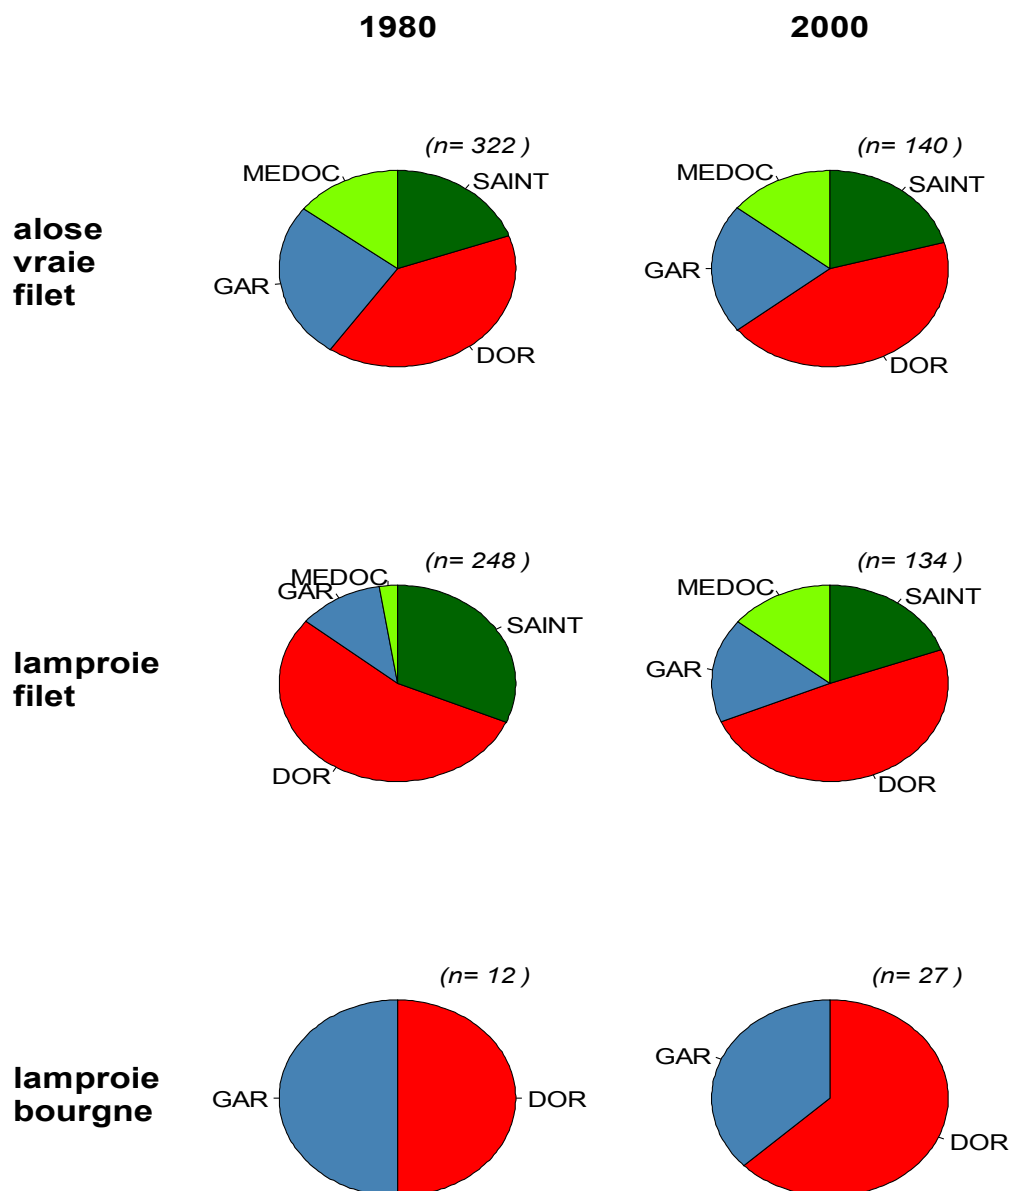 1980
2000
alose
vraie
filet
(n= 322 )
MEDOC
SAINT
GAR
DOR
(n= 140 )
MEDOC
SAINT
GAR
DOR
lamproie
filet
(n= 248 )
MEDOC
GAR
SAINT
DOR
(n= 134 )
MEDOC
SAINT
GAR
DOR
lamproie
bourgne
(n= 12 )
GAR
DOR
(n= 27 )
GAR
DOR